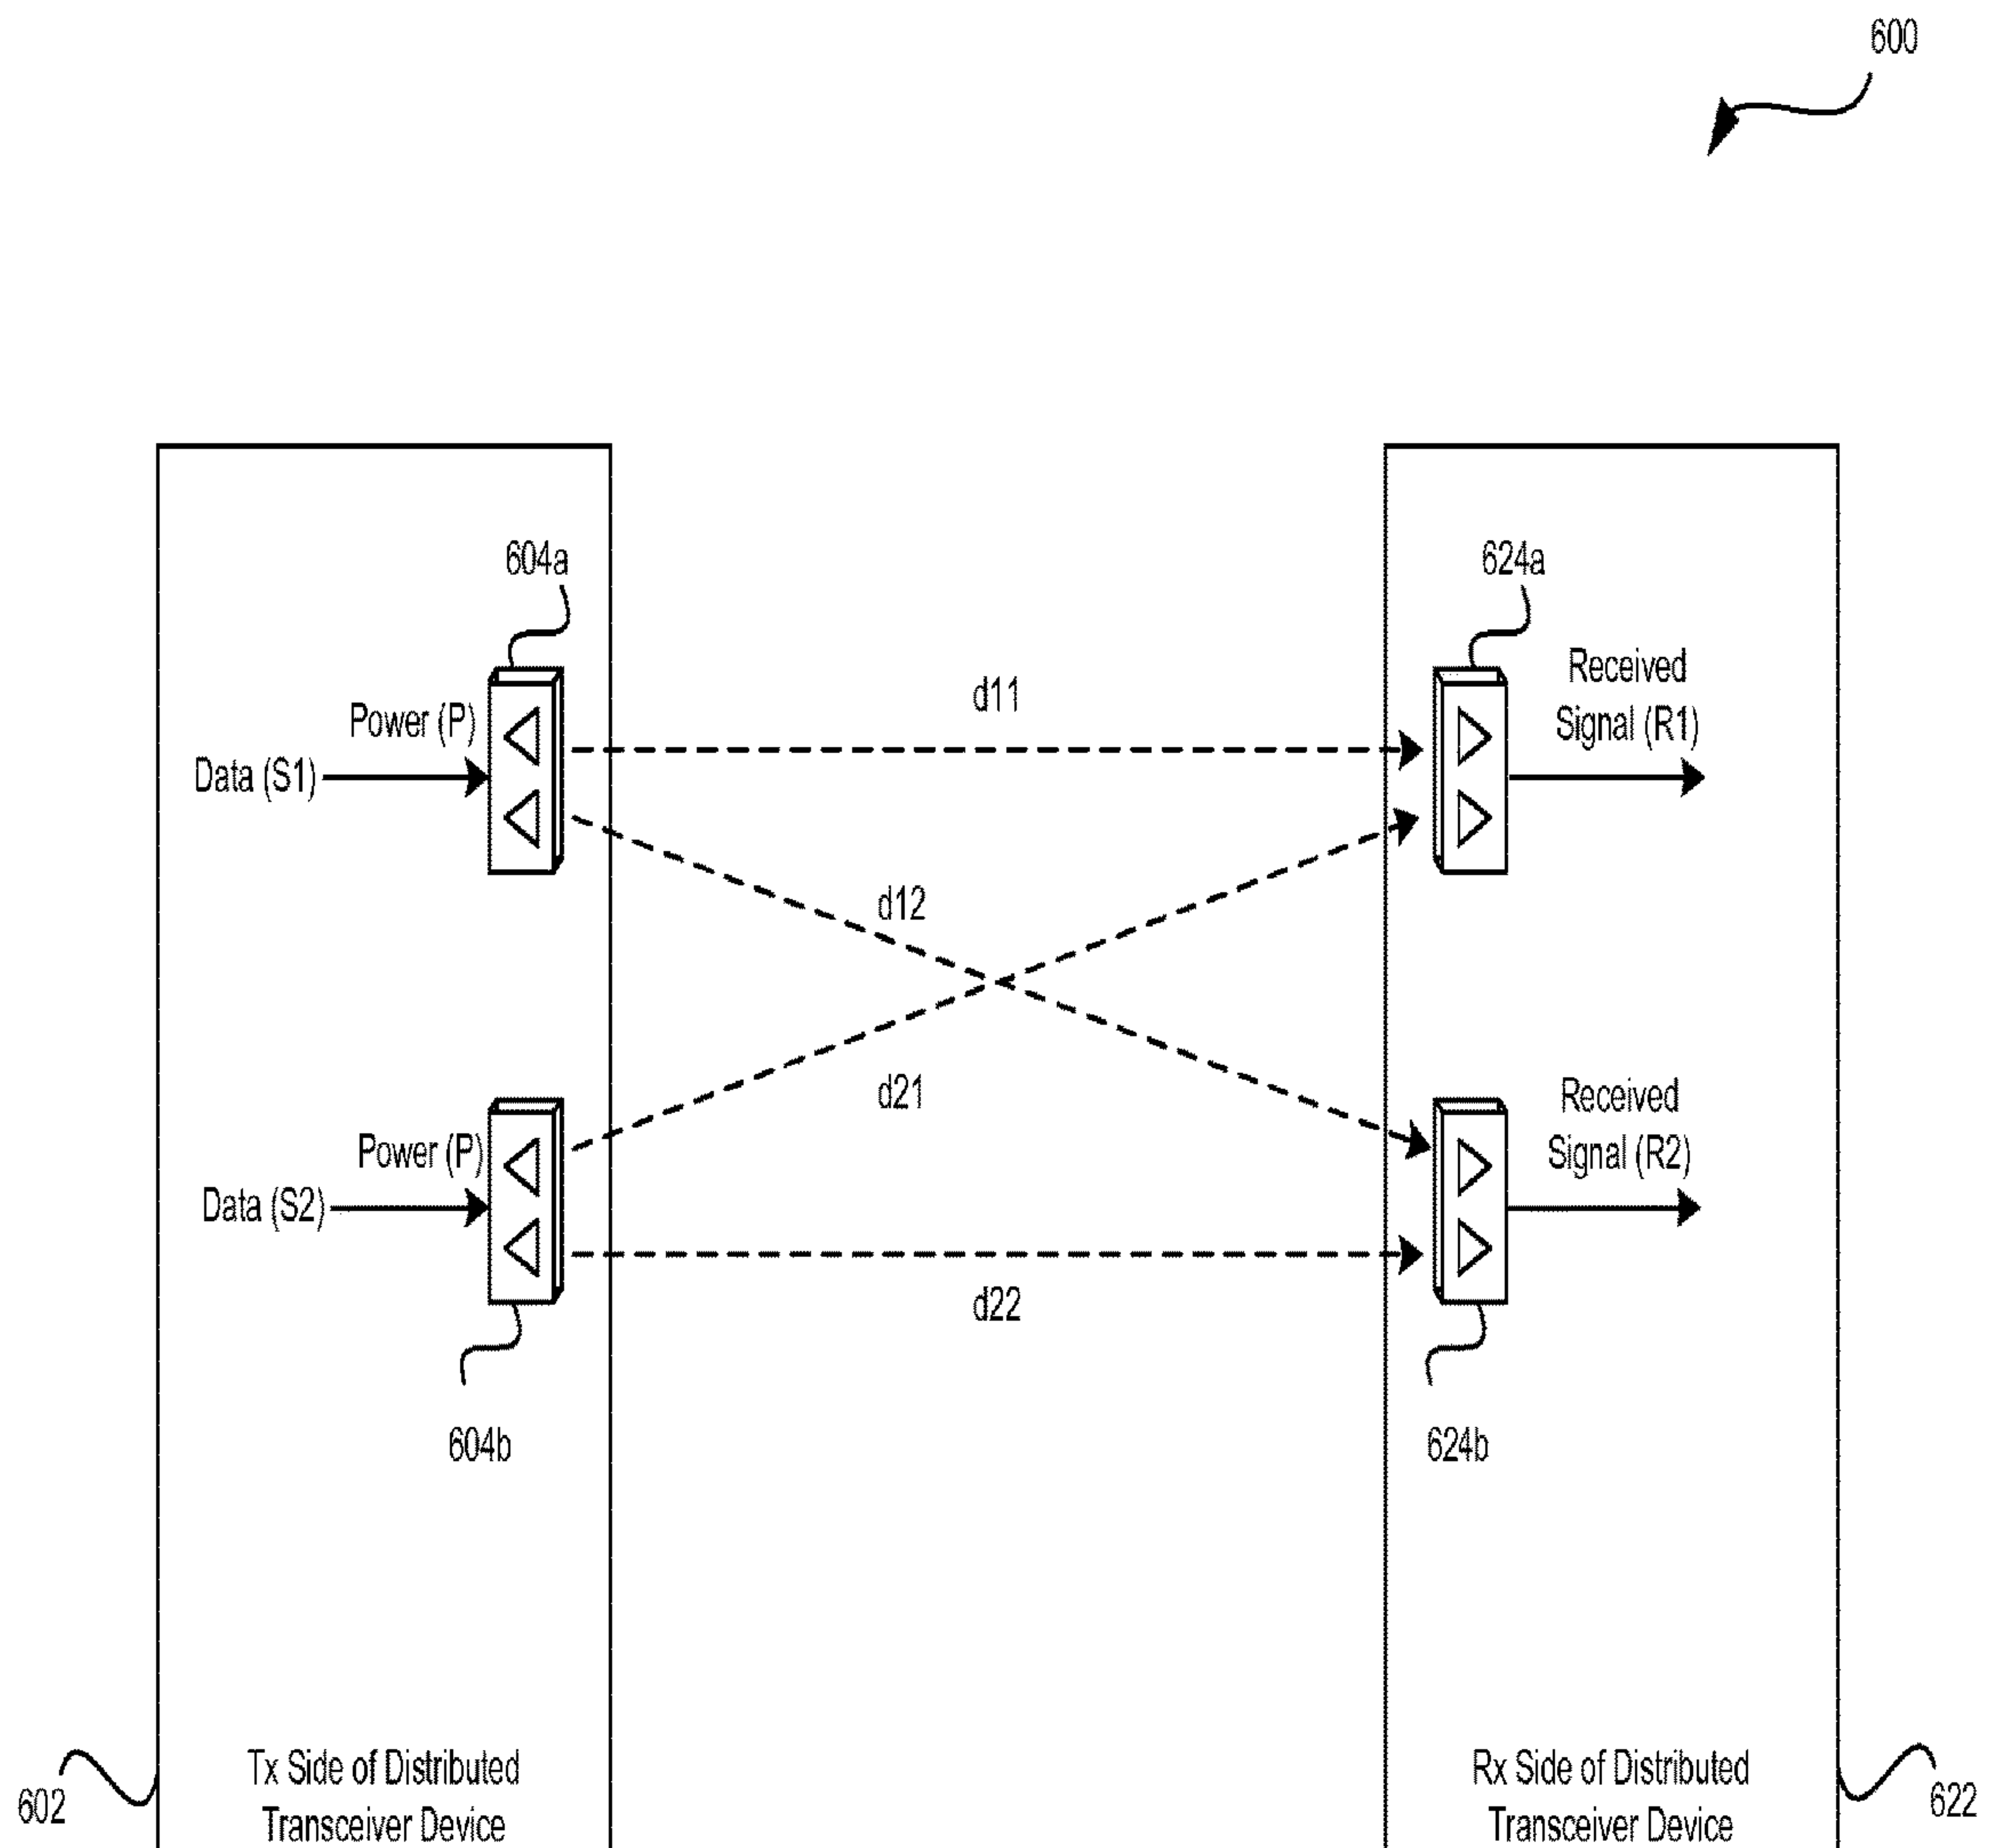 600
604a
624a
Power (P)
Data (S1)
d11
Received
Signal (R1)
d12
d21
Power (P)
Data (S2)
Received
Signal (R2)
d22
604b
624b
Tx Side of Distributed
Transceiver Device
Rx Side of Distributed
Transceiver Device
602
622